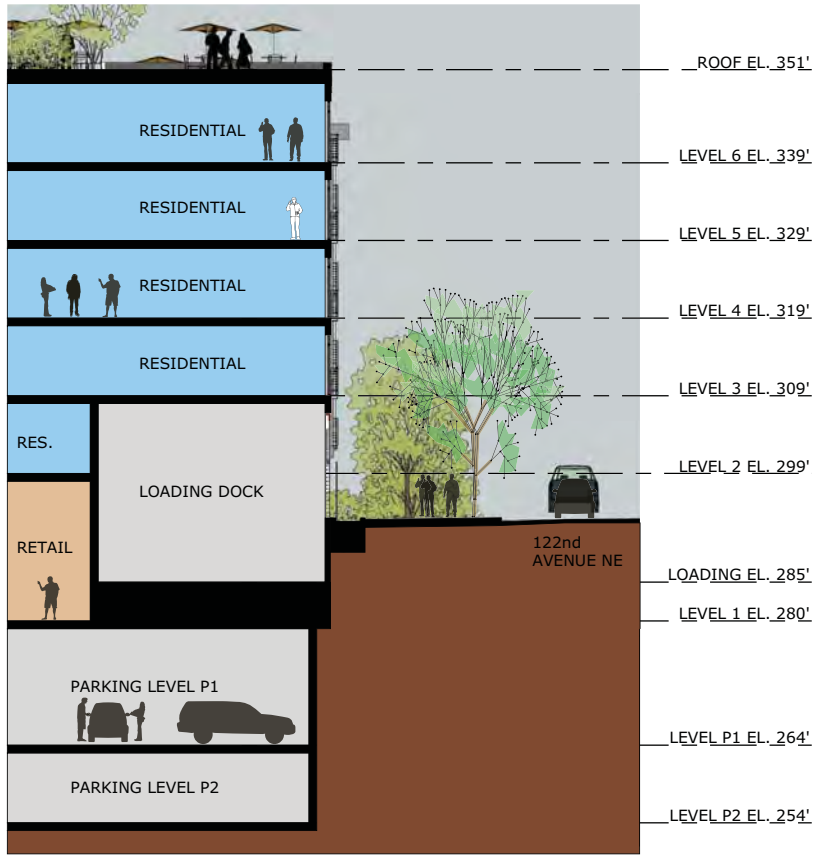 ROOF EL. 351'
RESIDENTIAL
LEVEL 6 EL. 339'
RESIDENTIAL
LEVEL 5 EL. 329'
RESIDENTIAL
LEVEL 4 EL. 319'
RESIDENTIAL
LEVEL 3 EL. 309'
RES.
LEVEL 2 EL. 299'
LOADING DOCK
RETAIL
122nd
AVENUE NE
LOADING EL. 285'
LEVEL 1 EL. 280'
PARKING LEVEL P1
LEVEL P1 EL. 264'
PARKING LEVEL P2
LEVEL P2 EL. 254'